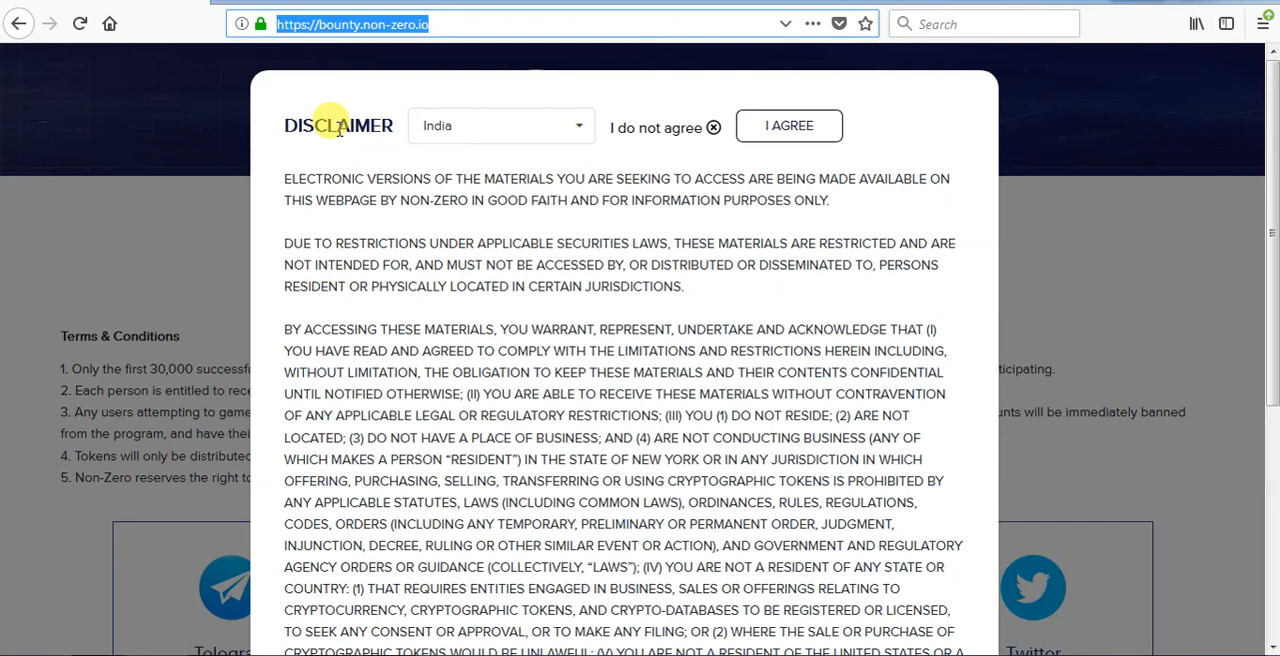 https://bounty.non-zero.io
Search
DISCLAIMER India I do not agree I AGREE
ELECTRONIC VERSIONS OF THE MATERIALS YOU ARE SEEKING TO ACCESS ARE BEING MADE AVAILABLE ON
THIS WEBPAGE BY NON-ZERO IN GOOD FAITH AND FOR INFORMATION PURPOSES ONLY.
DUE TO RESTRICTIONS UNDER APPLICABLE SECURITIES LAWS, THESE MATERIALS ARE RESTRICTED AND ARE
NOT INTENDED FOR, AND MUST NOT BE ACCESSED BY, OR DISTRIBUTED OR DISSEMINATED TO, PERSONS
RESIDENT OR PHYSICALLY LOCATED IN CERTAIN JURISDICTIONS.
BY ACCESSING THESE MATERIALS, YOU WARRANT, REPRESENT, UNDERTAKE AND ACKNOWLEDGE THAT (I)
YOU HAVE READ AND AGREED TO COMPLY WITH THE LIMITATIONS AND RESTRICTIONS HEREIN INCLUDING,
WITHOUT LIMITATION, THE OBLIGATION TO KEEP THESE MATERIALS AND THEIR CONTENTS CONFIDENTIAL
UNTIL NOTIFIED OTHERWISE; (II) YOU ARE ABLE TO RECEIVE THESE MATERIALS WITHOUT CONTRAVENTION
OF ANY APPLICABLE LEGAL OR REGULATORY RESTRICTIONS; (III) YOU (1) DO NOT RESIDE; (2) ARE NOT
LOCATED; (3) DO NOT HAVE A PLACE OF BUSINESS; AND (4) ARE NOT CONDUCTING BUSINESS (ANY OF
WHICH MAKES A PERSON “RESIDENT”) IN THE STATE OF NEW YORK OR IN ANY JURISDICTION IN WHICH
OFFERING, PURCHASING, SELLING, TRANSFERRING OR USING CRYPTOGRAPHIC TOKENS IS PROHIBITED BY
ANY APPLICABLE STATUTES, LAWS (INCLUDING COMMON LAWS), ORDINANCES, RULES, REGULATIONS,
CODES, ORDERS (INCLUDING ANY TEMPORARY, PRELIMINARY OR PERMANENT ORDER, JUDGMENT,
INJUNCTION, DECREE, RULING OR OTHER SIMILAR EVENT OR ACTION), AND GOVERNMENT AND REGULATORY
AGENCY ORDERS OR GUIDANCE (COLLECTIVELY, “LAWS”); (IV) YOU ARE NOT A RESIDENT OF ANY STATE OR
COUNTRY: (1) THAT REQUIRES ENTITIES ENGAGED IN BUSINESS, SALES OR OFFERINGS RELATING TO
CRYPTOCURRENCY, CRYPTOGRAPHIC TOKENS, AND CRYPTO-DATABASES TO BE REGISTERED OR LICENSED,
TO SEEK ANY CONSENT OR APPROVAL, OR TO MAKE ANY FILING; OR (2) WHERE THE SALE OR PURCHASE OF
CRYPTOGRAPHIC TOKENS WOULD BE UNLAWFUL; (V) YOU ARE NOT A RESIDENT OF THE UNITED STATES OR A
Terms & Conditions
1. Only the first 30,000 successf ticipating.
2. Each person is entitled to rece
3. Any users attempting to game unts will be immediately banned
from the program, and have thei
4. Tokens will only be distributed
5. Non-Zero reserves the right to
Telegra
Twitter